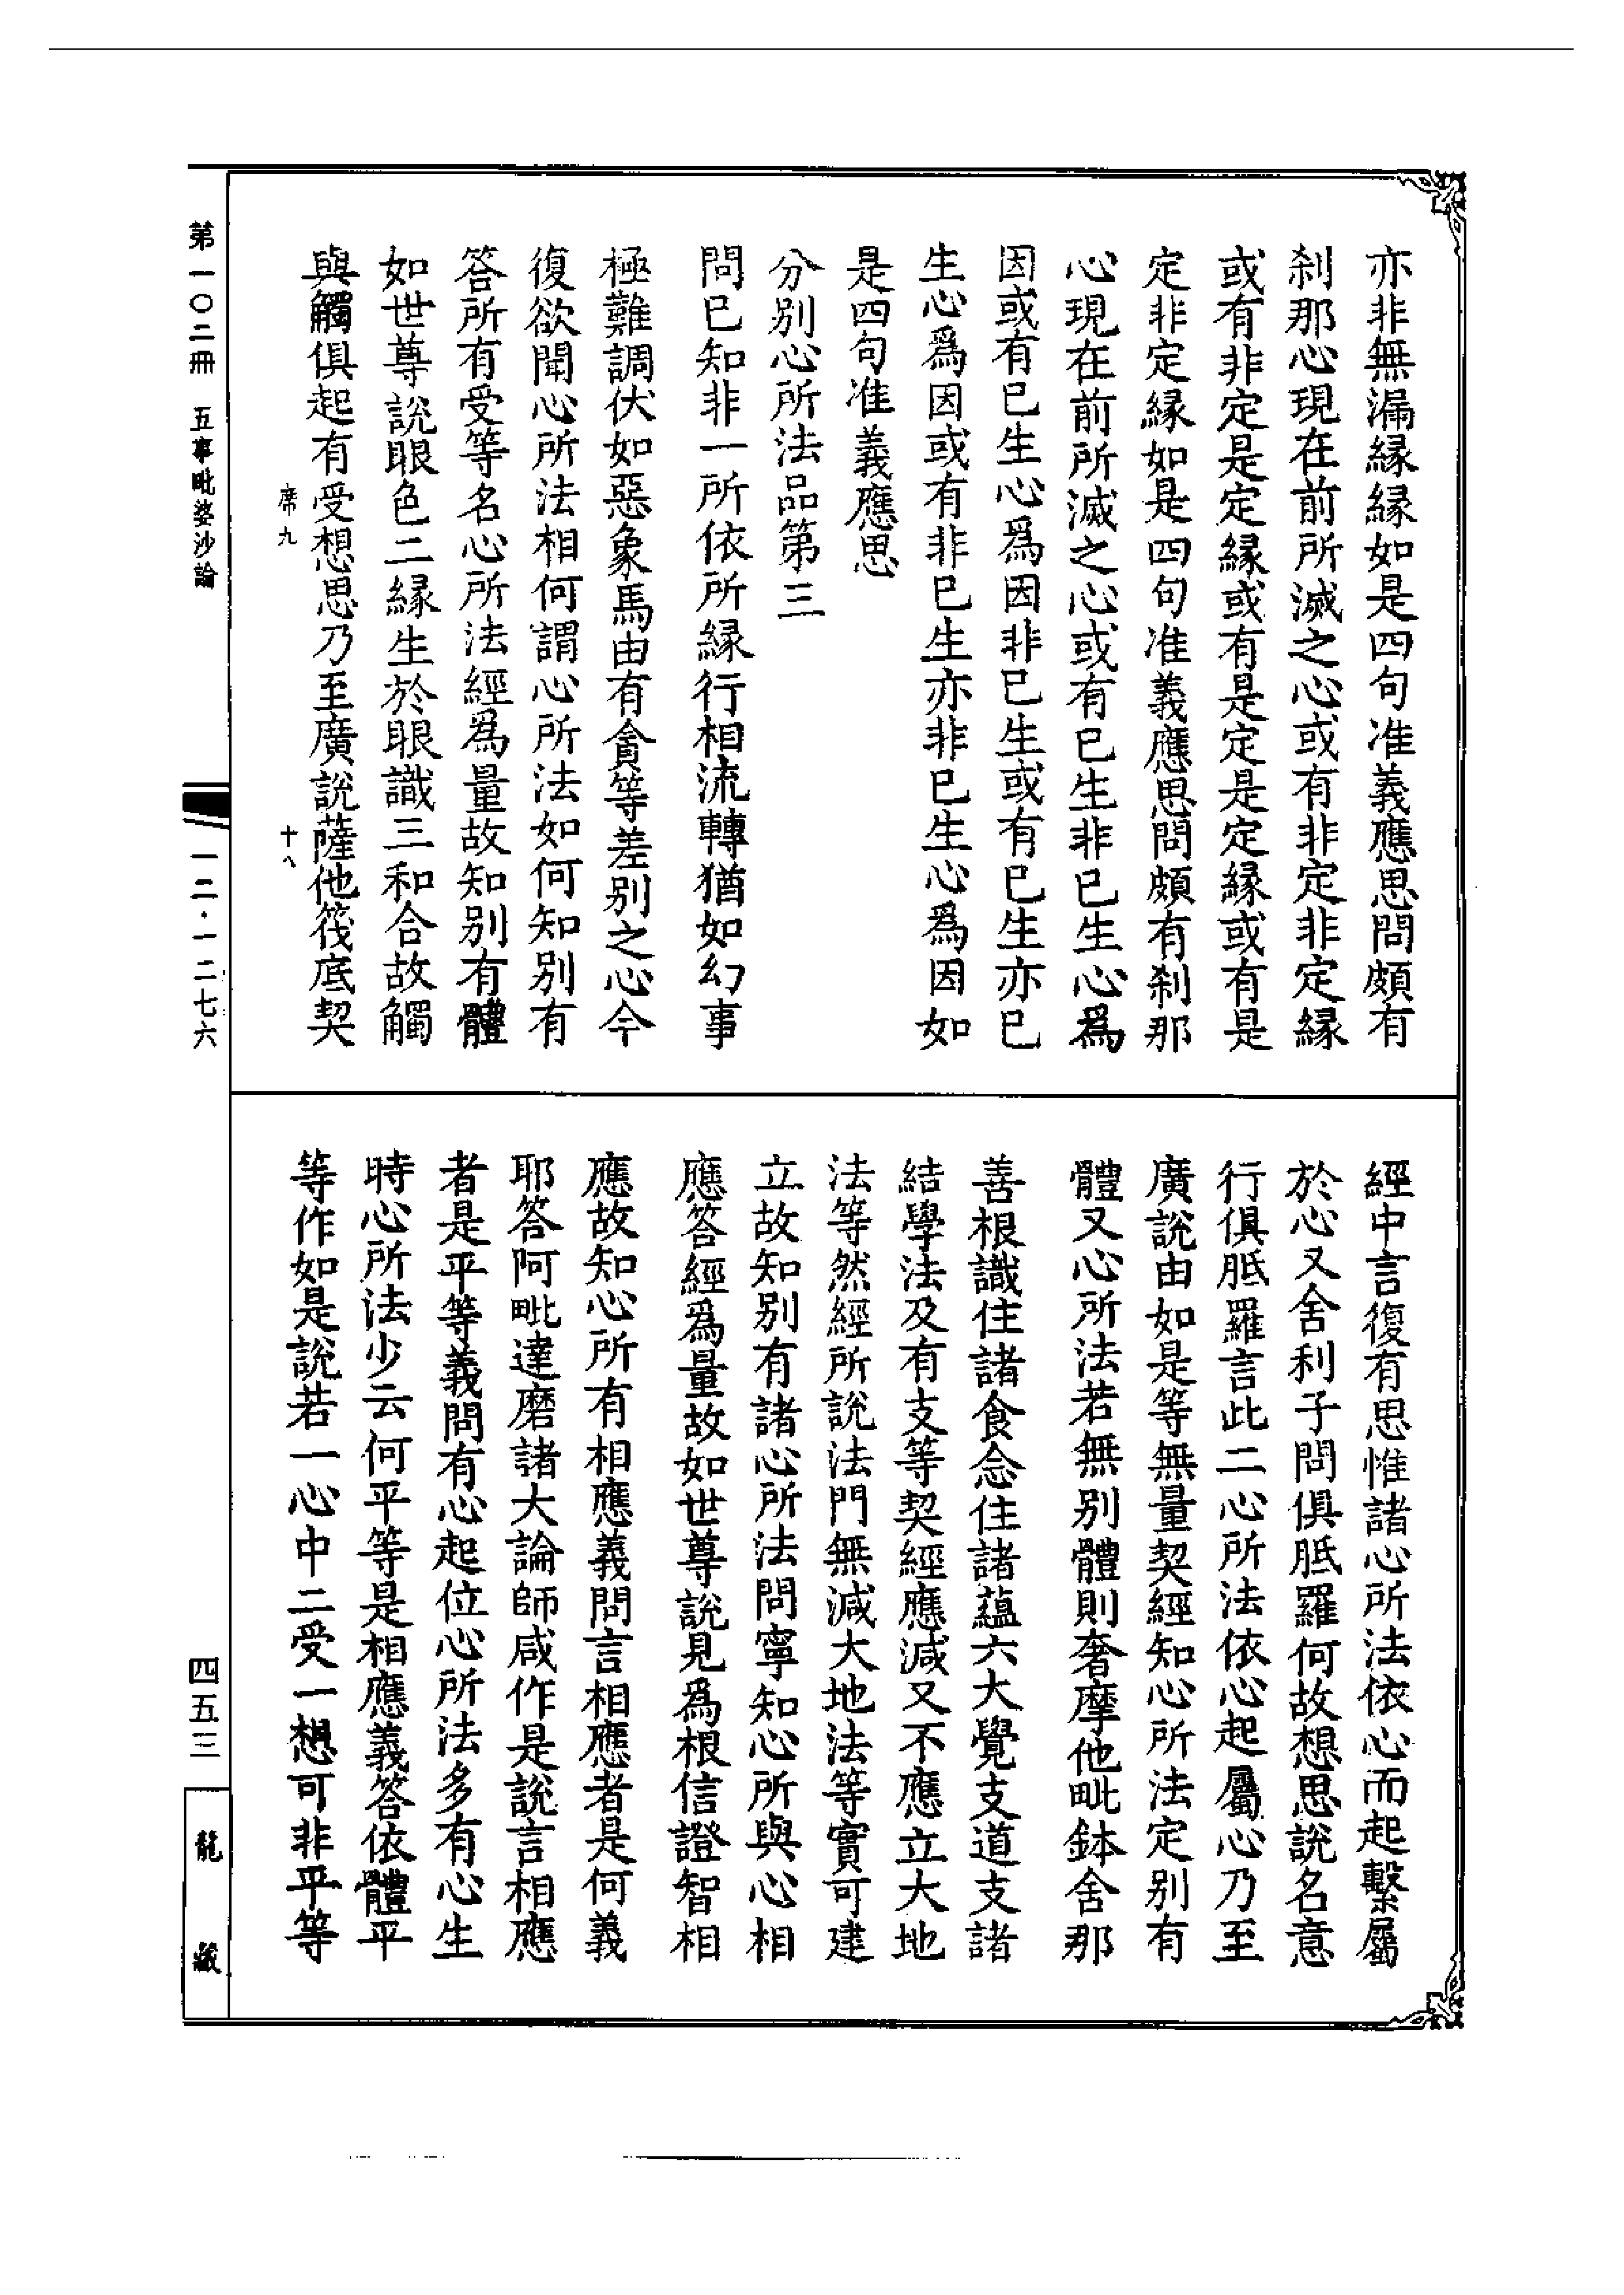 亦非無漏縁縁如是四句准義應思問頗有
刹那心現在前所滅之心或有非定非定縁
或有非定是定縁或有是定是定縁或有是
定非定縁如是四句准義應思問頗有刹那
心現在前所滅之心或有已生非已生心爲
因或有已生心爲因非已生或有已生亦已
生心爲因或有非已生亦非已生心爲因如
是四句准義應思
分别心所法品第三
問已知非一所依所縁行相流轉猶如幻事
極難調伏如惡象馬由有貪等差别之心今
復欲聞心所法相何謂心所法如何知别有
答所有受等名心所法經爲量故知别有體
如世尊說眼色二縁生於眼識三和合故觸
與觸俱起有受想思乃至廣說薩他筏底契
席九
十八
經中言復有思惟諸心所法依心而起繫屬
於心又舍利子問俱胝羅何故想思說名意
行俱胝羅言此二心所法依心起屬心乃至
廣說由如是等無量契經知心所法定别有
體又心所法若無别體則奢摩他毗鉢舍那
善根識住諸食念住諸蘊六大覺支道支諸
結學法及有支等契經應減又不應立大地
法等然經所說法門無減大地法等實可建
立故知别有諸心所法問寧知心所與心相
應答經爲量故如世尊說見爲根信證智相
應故知心所有相應義問言相應者是何義
耶答阿毗達磨諸大論師咸作是說言相應
者是平等義問有心起位心所法多有心生
時心所法少云何平等是相應義答依體平
等作如是說若一心中二受一想可非平等
第一〇二冊　五事毗婆沙論
一二·一二七六
四五三
龍藏